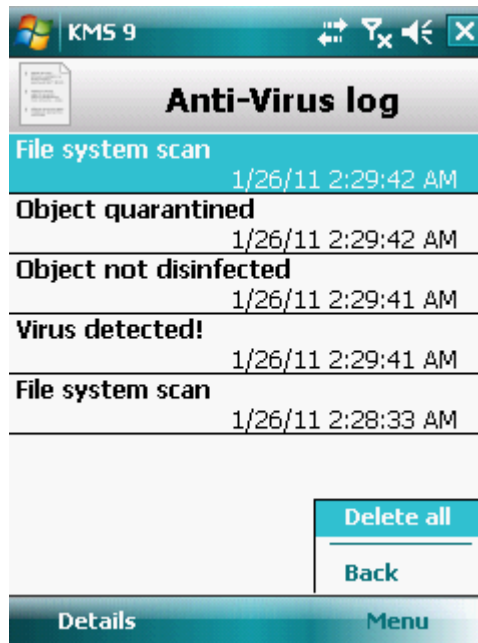 KMS 9
Anti-Virus log
File system scan
1/26/11 2:29:42 AM
Object quarantined
1/26/11 2:29:42 AM
Object not disinfected
1/26/11 2:29:41 AM
Virus detected!
1/26/11 2:29:41 AM
File system scan
1/26/11 2:28:33 AM
Delete all
Back
Details
Menu